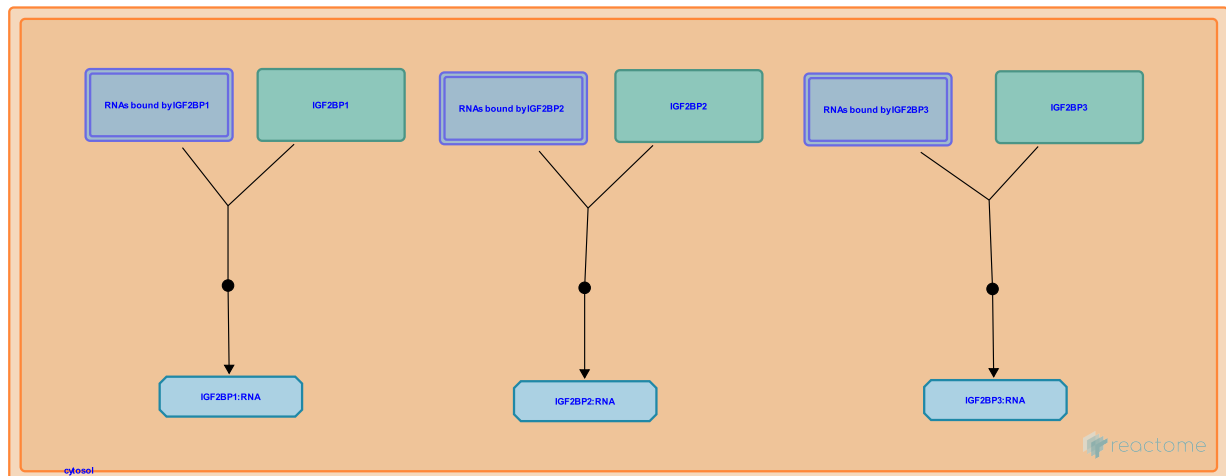 RNAs bound byIGF2BP1
IGF2BP1
RNAs bound byIGF2BP2
IGF2BP2
RNAs bound byIGF2BP3
IGF2BP3
IGF2BP1:RNA
IGF2BP2:RNA
IGF2BP3:RNA
reactome
cytosol